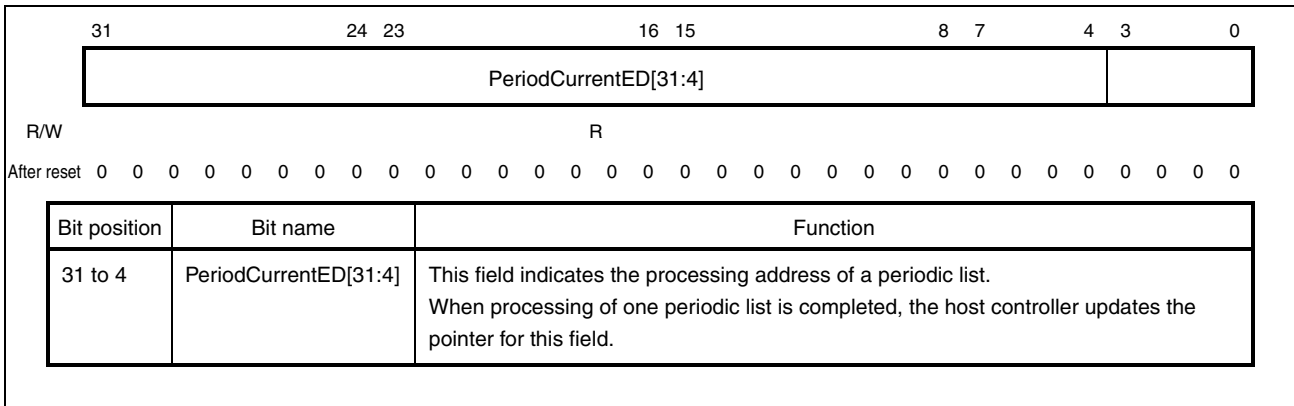 31 24 23 16 15 8 7 4 3 0
PeriodCurrentED[31:4]
R/W R
After reset 0 0 0 0 0 0 0 0 0 0 0 0 0 0 0 0 0 0 0 0 0 0 0 0 0 0 0 0 0 0 0 0
Bit position Bit name Function
31 to 4 PeriodCurrentED[31:4] This field indicates the processing address of a periodic list.
When processing of one periodic list is completed, the host controller updates the
pointer for this field.